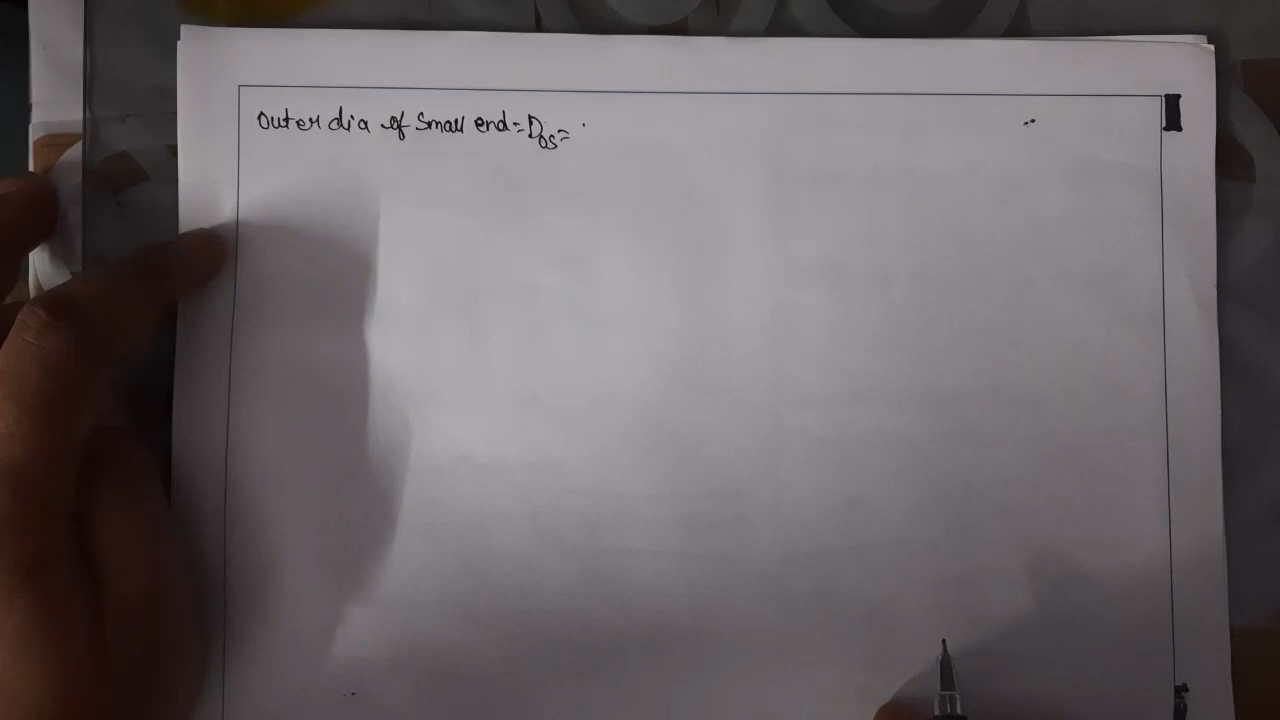 Outer dia of Small end = Dos =